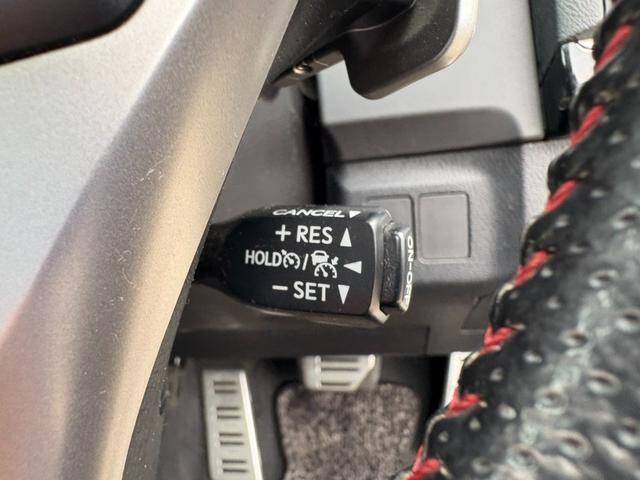 CANCEL▼
+ RES ▲
HOLD / ◄
− SET ▼
ON-OFF